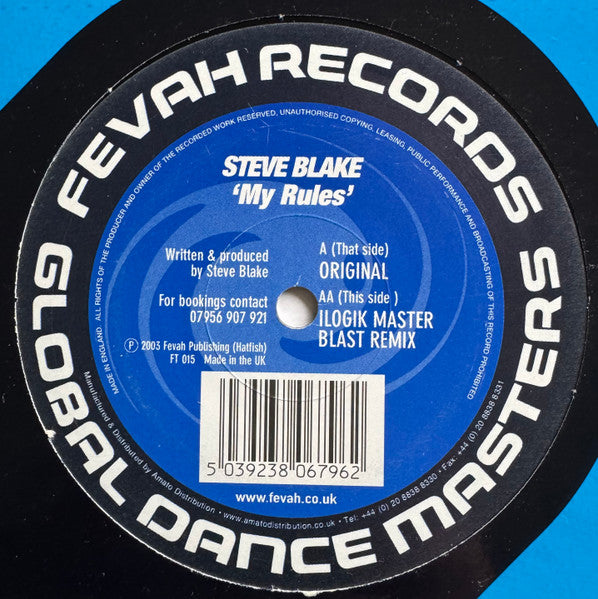 FEVAH RECORDS
GLOBAL DANCE MASTERS
MADE IN ENGLAND ALL RIGHTS OF THE PRODUCER AND OWNER OF THE RECORDED WORK RESERVED, UNAUTHORISED COPYING, LEASING, PUBLIC PERFORMANCE AND BROADCASTING OF THIS RECORD PROHIBITED
STEVE BLAKE
'My Rules'
Written & produced
by Steve Blake
For bookings contact
07956 907 921
℗ 2003 Fevah Publishing (Hatfish)
FT 015 Made in the UK
A (That side)
ORIGINAL
AA (This side )
ILOGIK MASTER
BLAST REMIX
5 039238 067962
www.fevah.co.uk
Manufactured & Distributed by Amato Distribution • www.amatodistribution.co.uk • Tel: +44 (0) 20 8838 8330 • Fax: +44 (0) 20 8838 8331